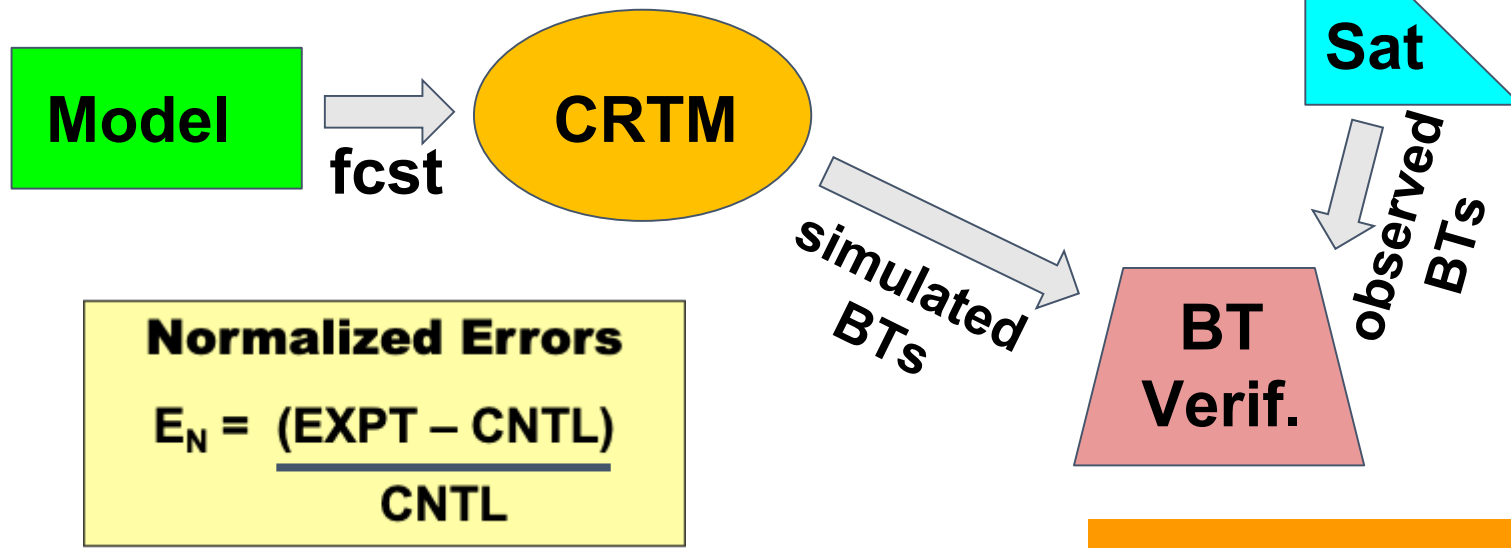 Model
fcst
CRTM
Sat
simulated
BTs
observed
BTs
BT
Verif.
Normalized Errors
E_N = (EXPT – CNTL)
CNTL